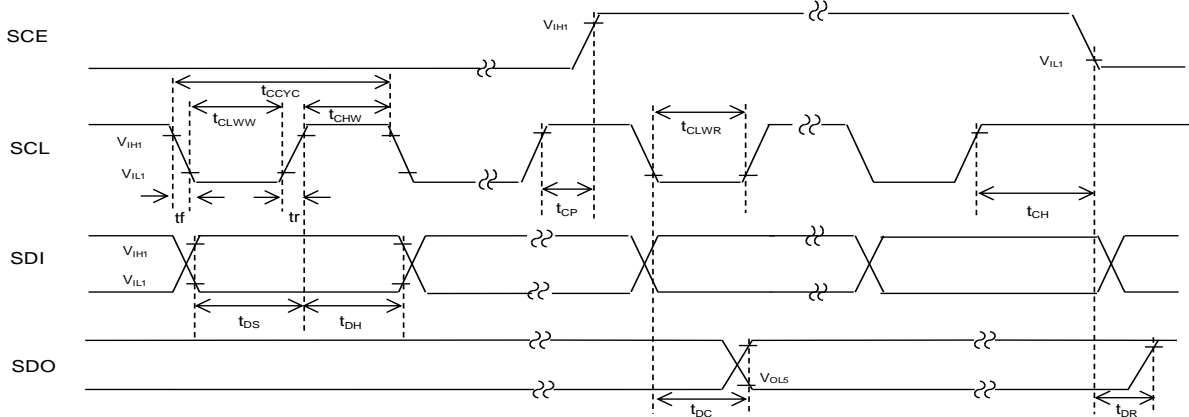 SCE
VIH1
VIL1
tCCYC
tCLWW
tCHW
tCLWR
SCL
VIH1
VIL1
tf
tr
tCP
tCH
SDI
VIH1
VIL1
tDS
tDH
SDO
VOL5
tDC
tDR